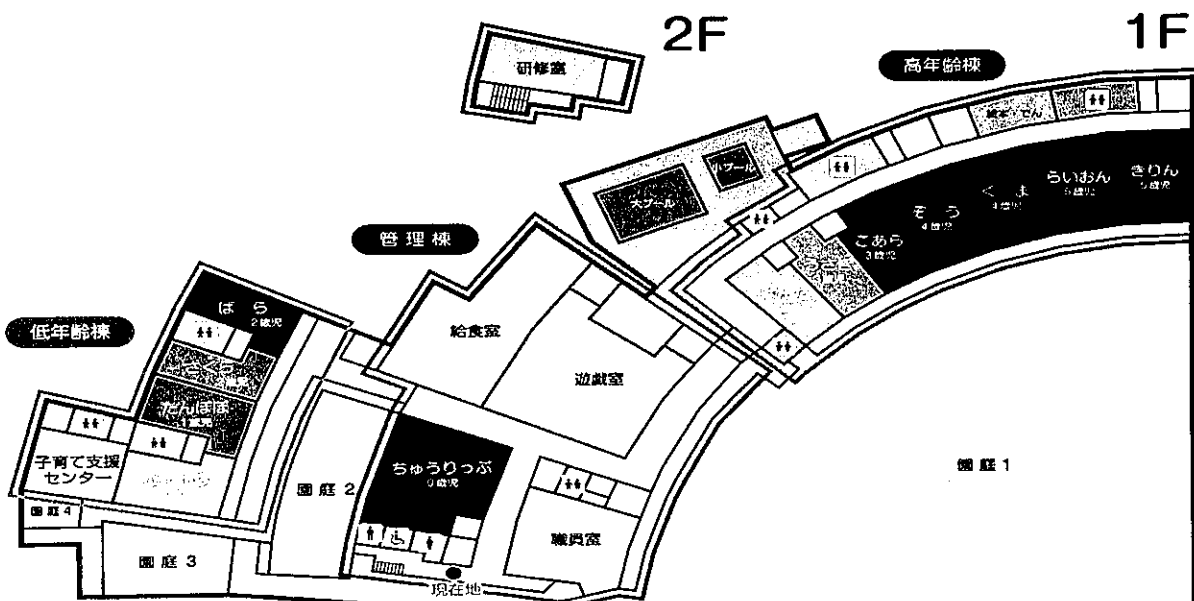 2F
1F
研修室
高年齢棟
小プール
大プール
きりん
5歳児
らいおん
5歳児
くま
4歳児
ぞう
4歳児
こあら
3歳児
管理棟
給食室
遊戯室
低年齢棟
ばら
2歳児
たんぽぽ
子育て支援
センター
ちゅうりっぷ
0歳児
園庭1
園庭2
園庭3
園庭4
職員室
現在地